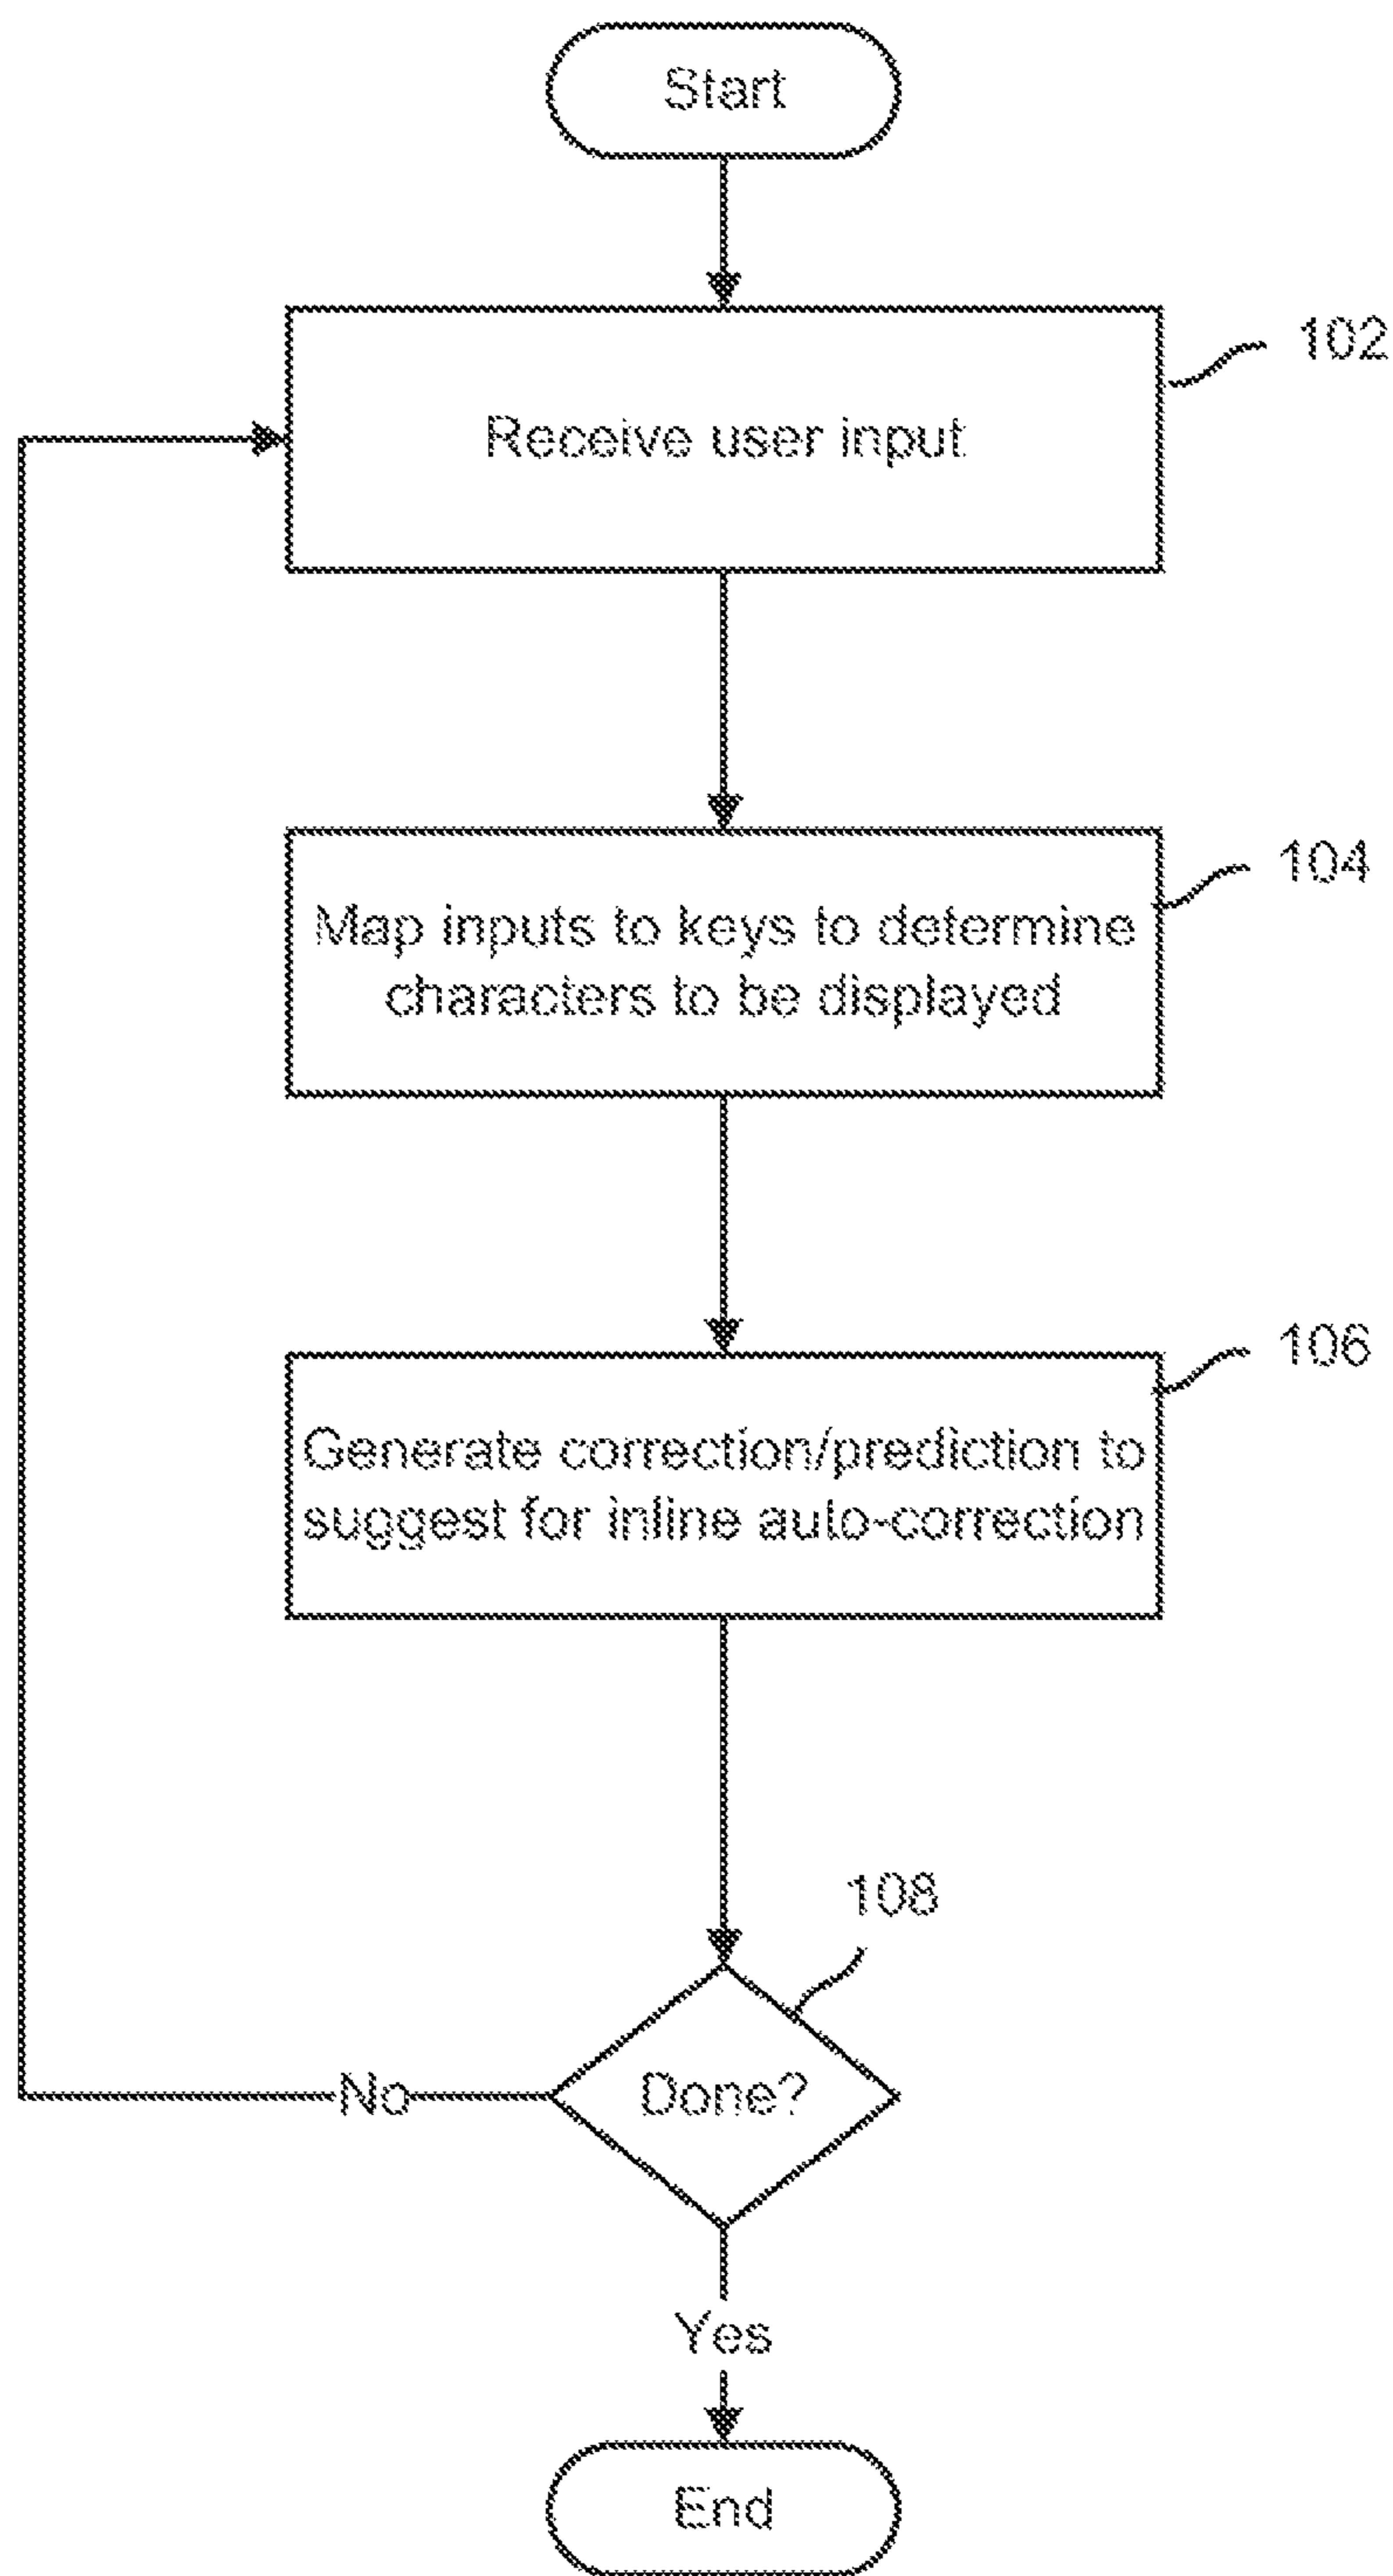 Start
102
Receive user input
104
Map inputs to keys to determine
characters to be displayed
106
Generate correction/prediction to
suggest for inline auto-correction
108
Done?
No
Yes
End